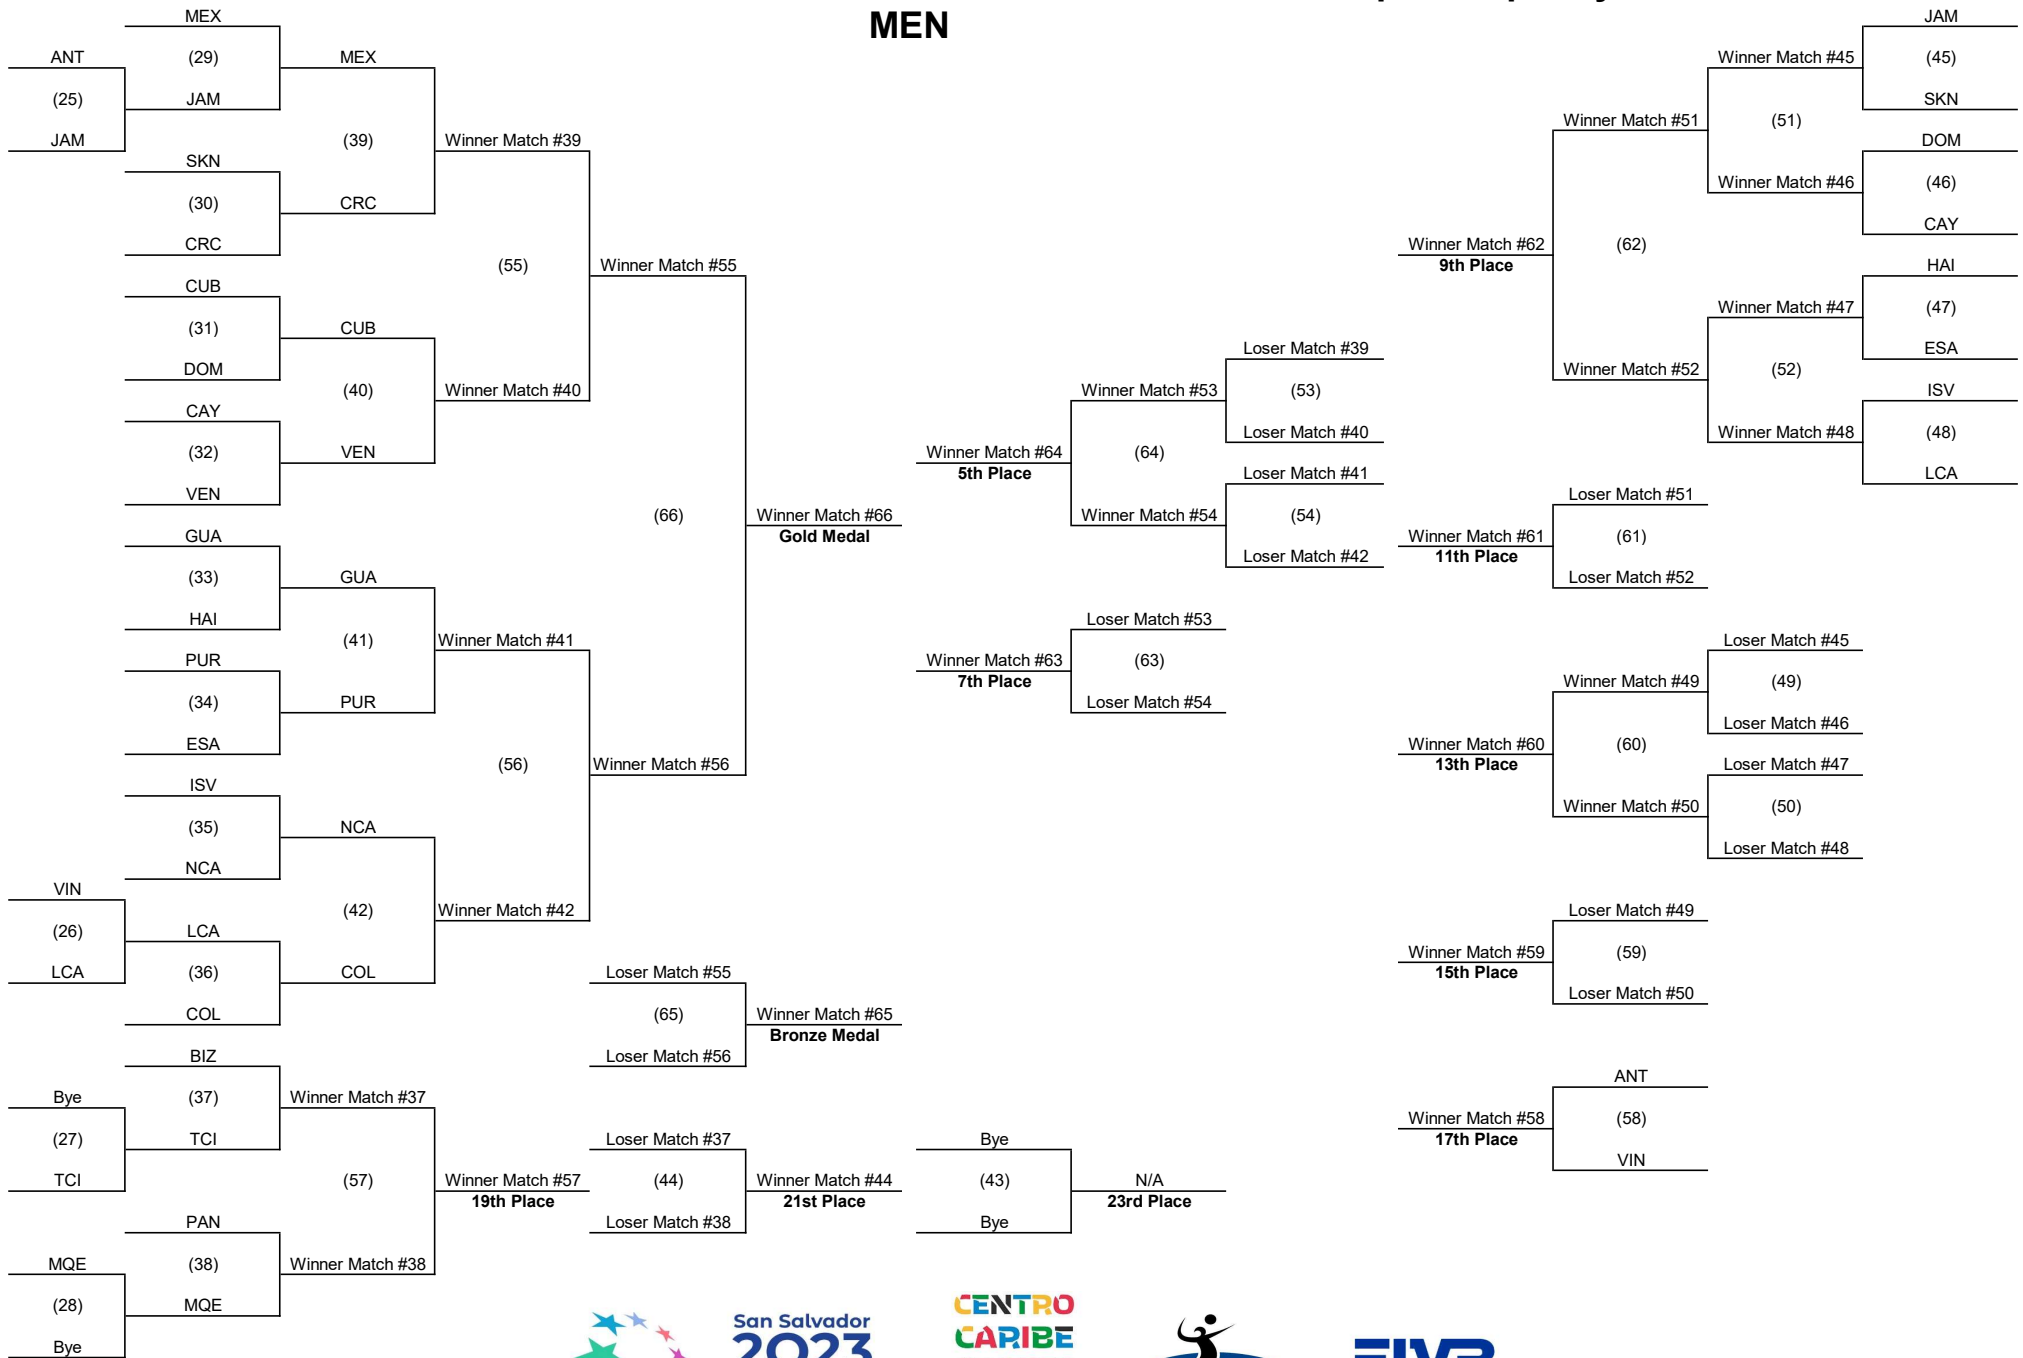 MEN
MEX
ANT
(29)
MEX
(25)
JAM
JAM
(39)
Winner Match #39
SKN
(30)
CRC
CRC
(55)
Winner Match #55
CUB
(31)
CUB
DOM
(40)
Winner Match #40
CAY
(32)
VEN
VEN
(66)
Winner Match #66
Gold Medal
GUA
(33)
GUA
HAI
(41)
Winner Match #41
PUR
(34)
PUR
ESA
(56)
Winner Match #56
ISV
(35)
NCA
NCA
VIN
(42)
Winner Match #42
(26)
LCA
LCA
(36)
COL
COL
Loser Match #55
(65)
Winner Match #65
Bronze Medal
Loser Match #56
BIZ
Bye
(37)
Winner Match #37
(27)
TCI
TCI
(57)
Winner Match #57
19th Place
PAN
MQE
(38)
Winner Match #38
(28)
MQE
Bye
Loser Match #37
(44)
Winner Match #44
21st Place
Loser Match #38
Bye
(43)
N/A
23rd Place
Bye
Loser Match #39
Winner Match #53
(53)
Loser Match #40
Winner Match #64
5th Place
(64)
Loser Match #41
Winner Match #54
(54)
Loser Match #42
Loser Match #53
Winner Match #63
7th Place
(63)
Loser Match #54
JAM
Winner Match #45
(45)
SKN
Winner Match #51
(51)
DOM
Winner Match #46
(46)
CAY
Winner Match #62
9th Place
(62)
HAI
Winner Match #47
(47)
ESA
Winner Match #52
(52)
ISV
Winner Match #48
(48)
LCA
Loser Match #51
Winner Match #61
11th Place
(61)
Loser Match #52
Loser Match #45
Winner Match #49
(49)
Loser Match #46
Winner Match #60
13th Place
(60)
Loser Match #47
Winner Match #50
(50)
Loser Match #48
Loser Match #49
Winner Match #59
15th Place
(59)
Loser Match #50
ANT
Winner Match #58
17th Place
(58)
VIN
San Salvador
2023
CENTRO
CARIBE
FIVB